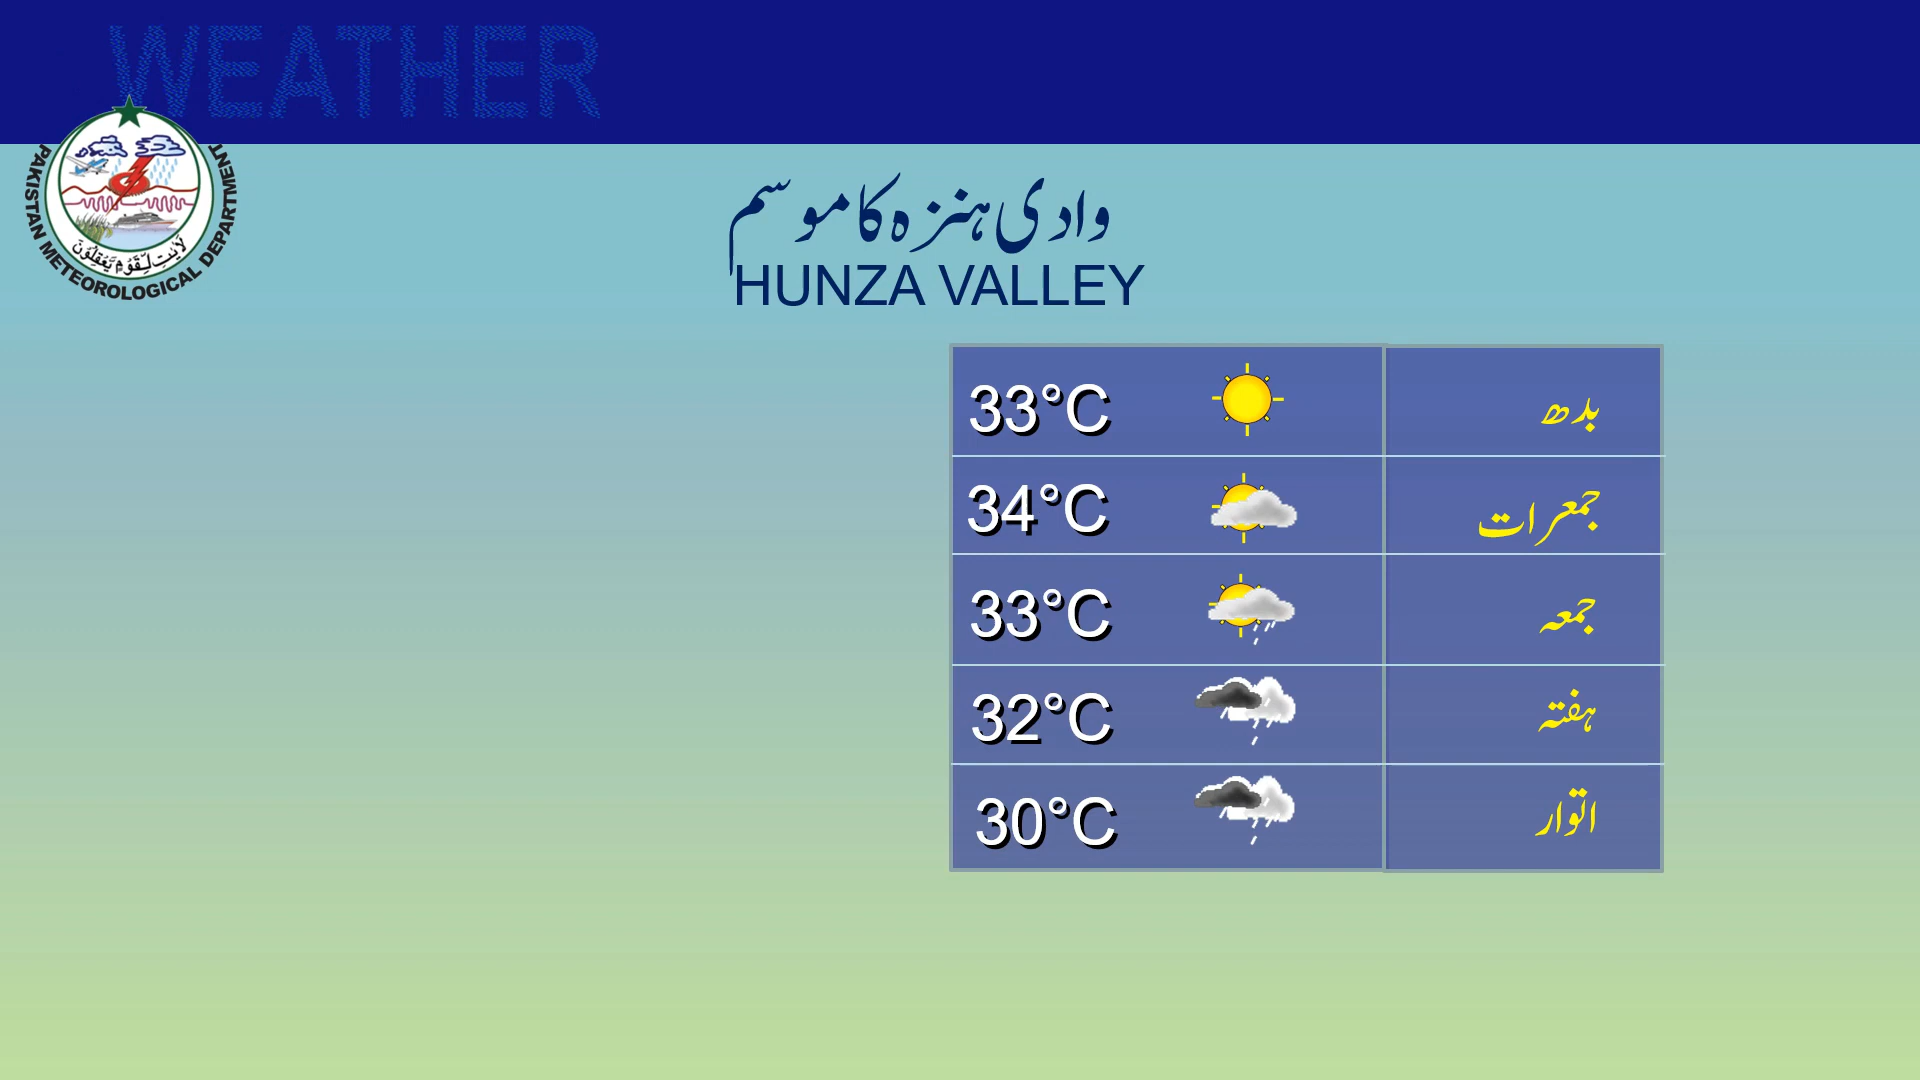 WEATHER
PAKISTAN METEOROLOGICAL DEPARTMENT
لَاٰیٰتٍ لِّقَوْمٍ یَّعْقِلُوْنَ
وادی ہنزہ کا موسم
HUNZA VALLEY
بدھ 33°C
جمعرات 34°C
جمعہ 33°C
ہفتہ 32°C
اتوار 30°C